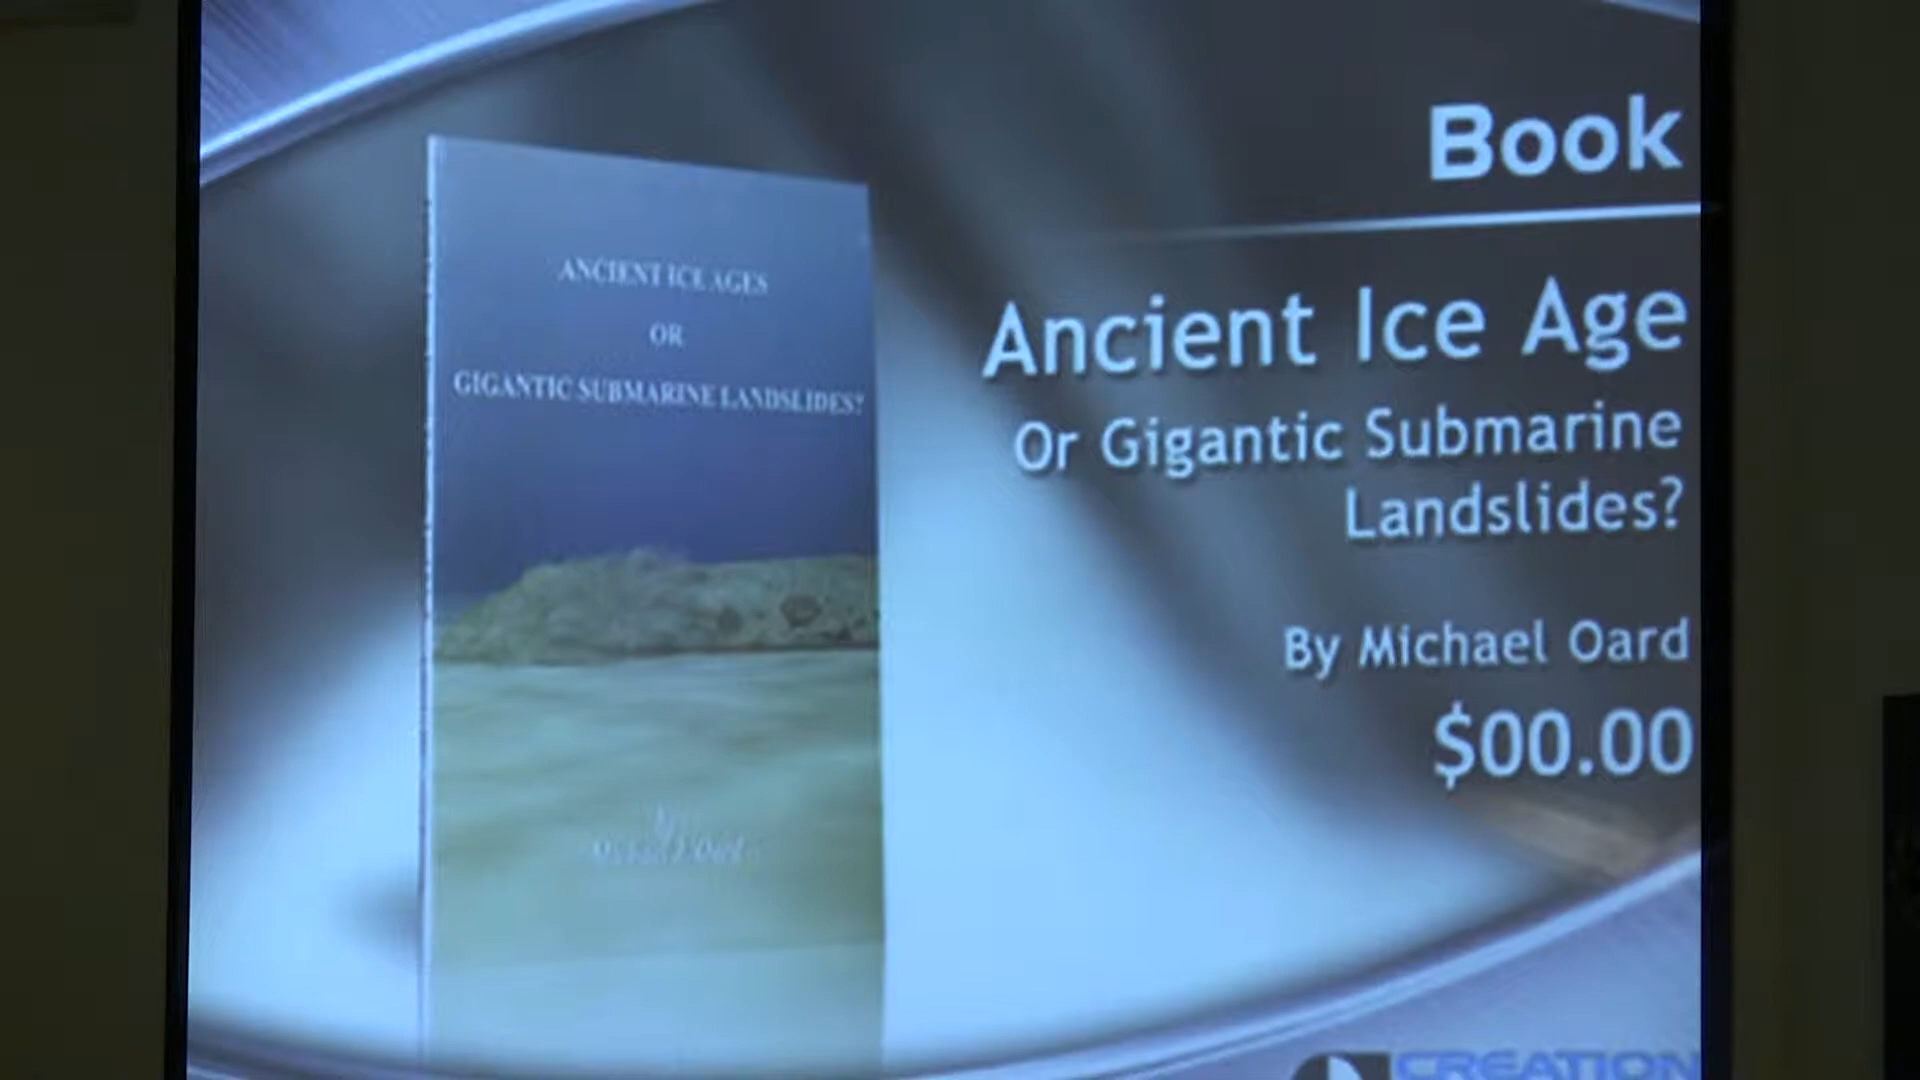 Book
ANCIENT ICE AGES
OR
GIGANTIC SUBMARINE LANDSLIDES?
Ancient Ice Age
Or Gigantic Submarine
Landslides?
By Michael Oard
$00.00
CREATION